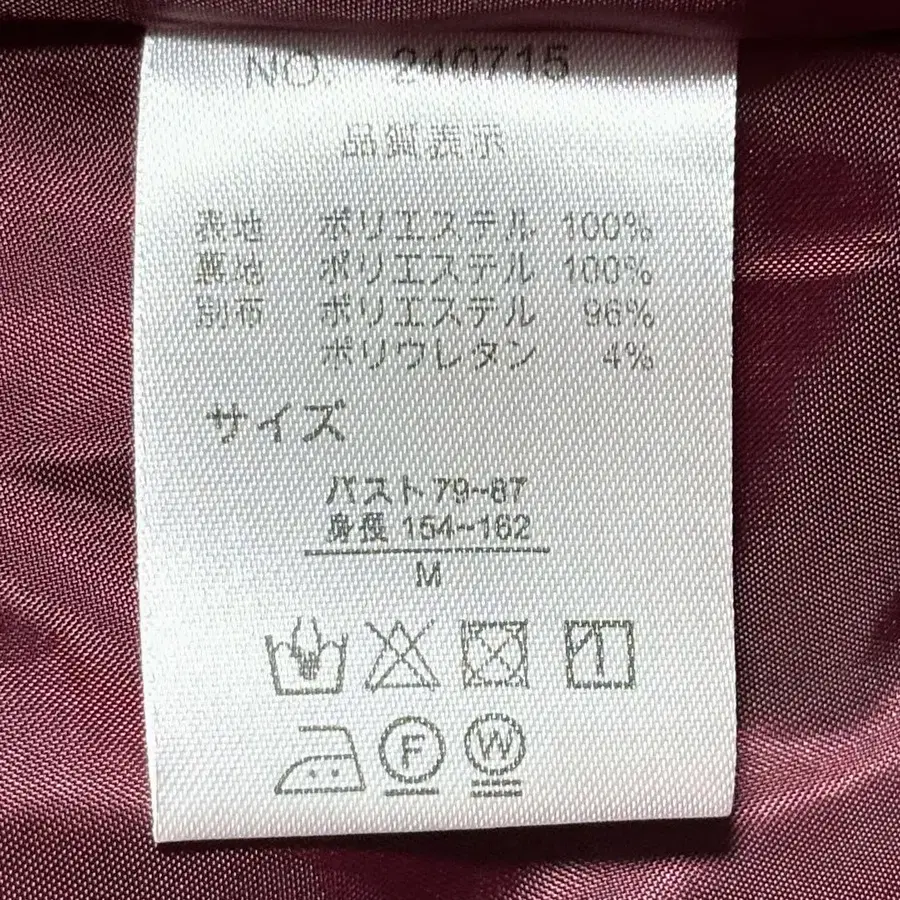 NO. 240715
品質表示
表地 ポリエステル 100%
裏地 ポリエステル 100%
別布 ポリエステル 96%
ポリウレタン 4%
サイズ
バスト 79~87
身長 154~162
M
F W